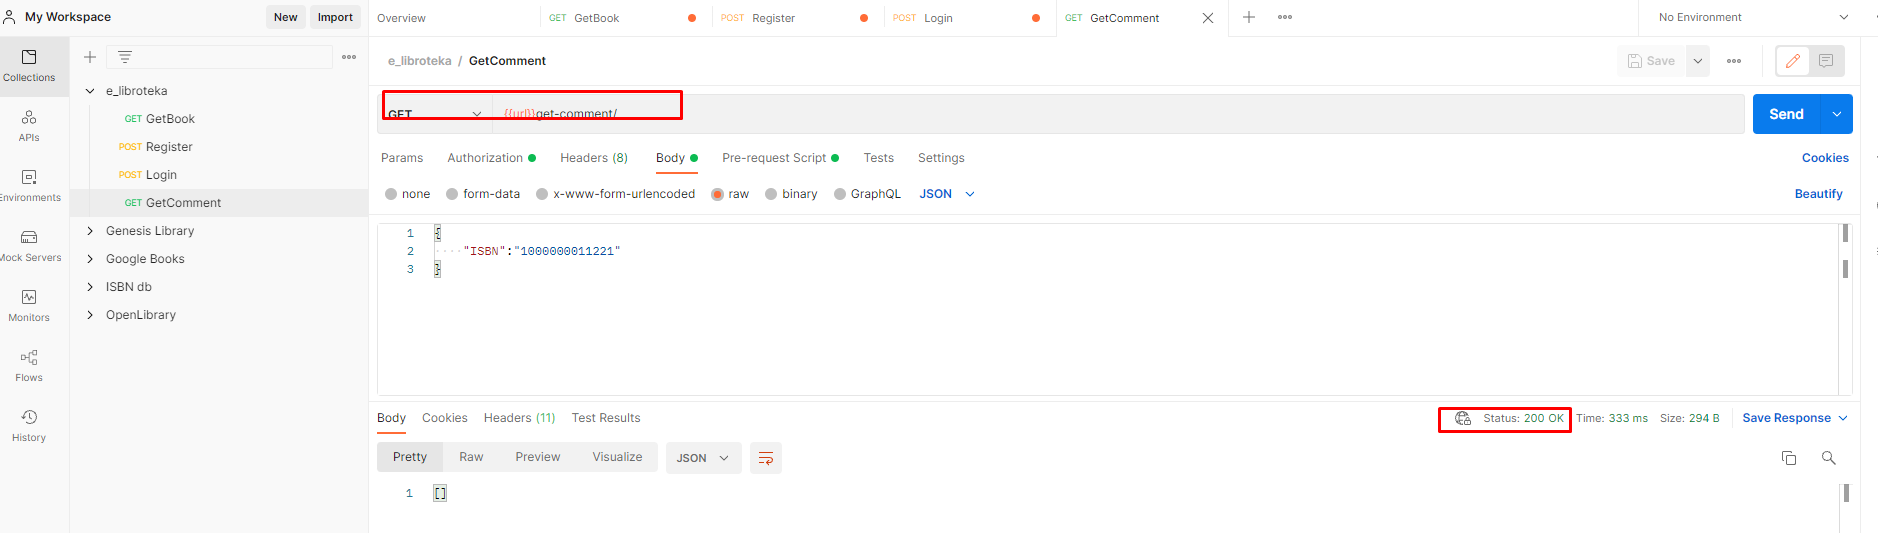 My Workspace
New
Import
Overview
GET GetBook
POST Register
POST Login
GET GetComment
No Environment
Collections
APIs
Environments
Mock Servers
Monitors
Flows
History
e_libroteka
GET GetBook
POST Register
POST Login
GET GetComment
Genesis Library
Google Books
ISBN db
OpenLibrary
e_libroteka / GetComment
Save
GET
{{url}}get-comment/
Send
Params Authorization Headers (8) Body Pre-request Script Tests Settings Cookies
none form-data x-www-form-urlencoded raw binary GraphQL JSON Beautify
1 {
2 "ISBN":"1000000011221"
3 }
Body Cookies Headers (11) Test Results Status: 200 OK Time: 333 ms Size: 294 B Save Response
Pretty Raw Preview Visualize JSON
1 []